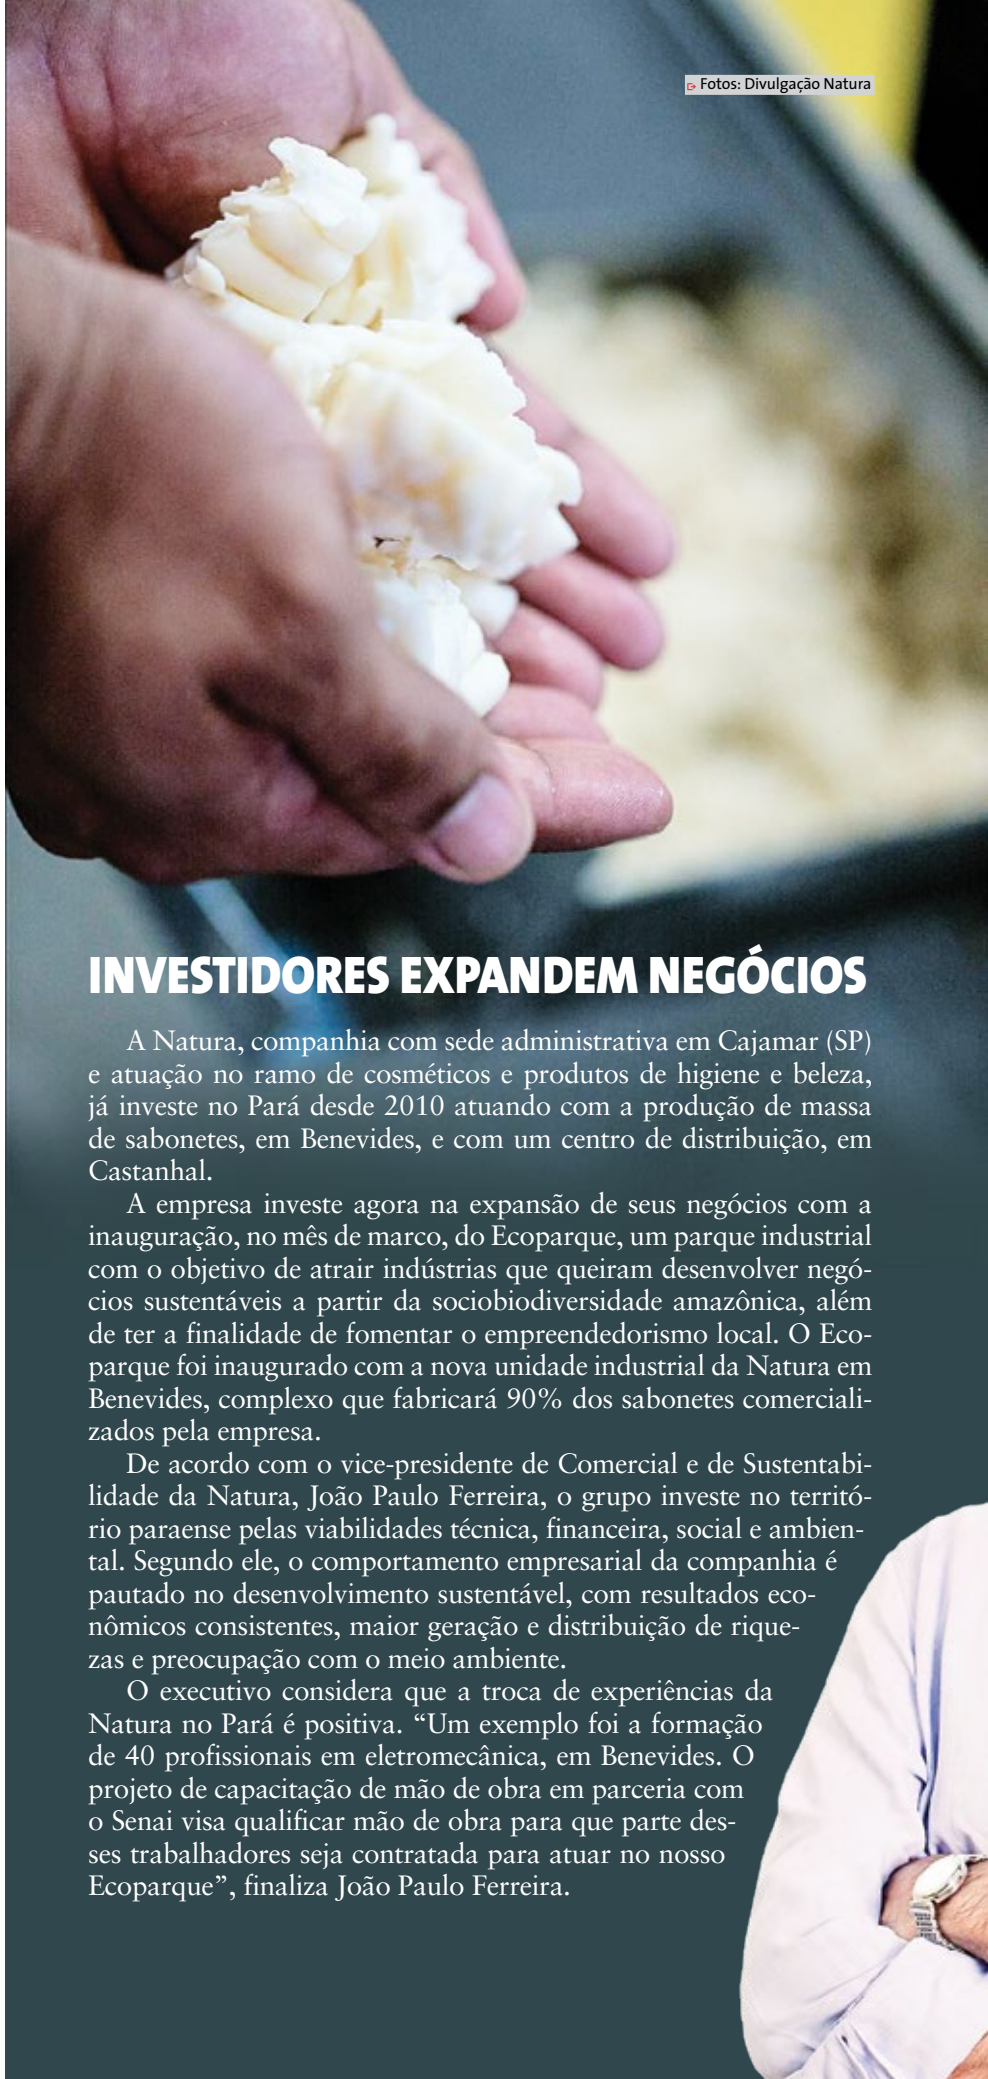 Fotos: Divulgação Natura
INVESTIDORES EXPANDEM NEGÓCIOS
A Natura, companhia com sede administrativa em Cajamar (SP)
e atuação no ramo de cosméticos e produtos de higiene e beleza,
já investe no Pará desde 2010 atuando com a produção de massa
de sabonetes, em Benevides, e com um centro de distribuição, em
Castanhal.
A empresa investe agora na expansão de seus negócios com a
inauguração, no mês de marco, do Ecoparque, um parque industrial
com o objetivo de atrair indústrias que queiram desenvolver negó-
cios sustentáveis a partir da sociobiodiversidade amazônica, além
de ter a finalidade de fomentar o empreendedorismo local. O Eco-
parque foi inaugurado com a nova unidade industrial da Natura em
Benevides, complexo que fabricará 90% dos sabonetes comerciali-
zados pela empresa.
De acordo com o vice-presidente de Comercial e de Sustentabi-
lidade da Natura, João Paulo Ferreira, o grupo investe no territó-
rio paraense pelas viabilidades técnica, financeira, social e ambien-
tal. Segundo ele, o comportamento empresarial da companhia é
pautado no desenvolvimento sustentável, com resultados eco-
nômicos consistentes, maior geração e distribuição de rique-
zas e preocupação com o meio ambiente.
O executivo considera que a troca de experiências da
Natura no Pará é positiva. “Um exemplo foi a formação
de 40 profissionais em eletromecânica, em Benevides. O
projeto de capacitação de mão de obra em parceria com
o Senai visa qualificar mão de obra para que parte des-
ses trabalhadores seja contratada para atuar no nosso
Ecoparque”, finaliza João Paulo Ferreira.